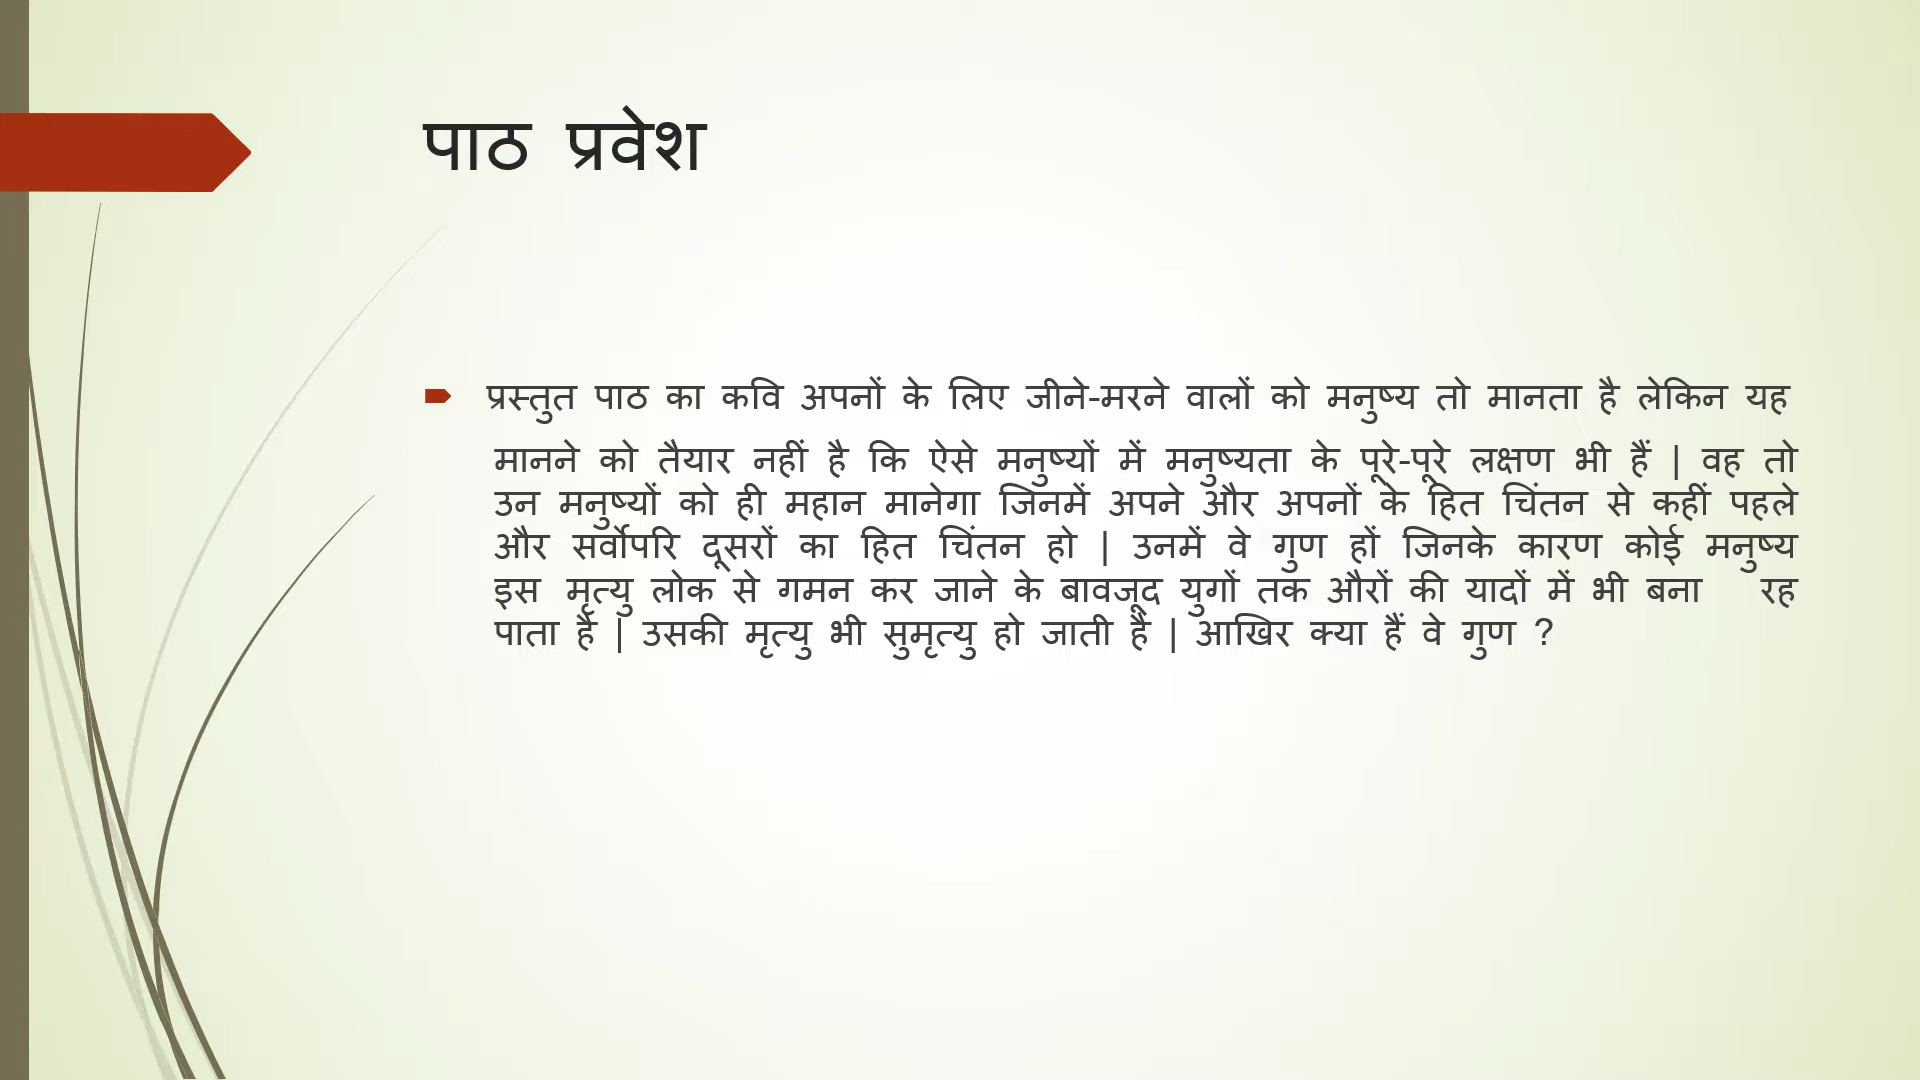 पाठ प्रवेश
प्रस्तुत पाठ का कवि अपनों के लिए जीने-मरने वालों को मनुष्य तो मानता है लेकिन यह
मानने को तैयार नहीं है कि ऐसे मनुष्यों में मनुष्यता के पूरे-पूरे लक्षण भी हैं | वह तो
उन मनुष्यों को ही महान मानेगा जिनमें अपने और अपनों के हित चिंतन से कहीं पहले
और सर्वोपरि दूसरों का हित चिंतन हो | उनमें वे गुण हों जिनके कारण कोई मनुष्य
इस मृत्यु लोक से गमन कर जाने के बावजूद युगों तक औरों की यादों में भी बना रह
पाता है | उसकी मृत्यु भी सुमृत्यु हो जाती है | आखिर क्या हैं वे गुण ?